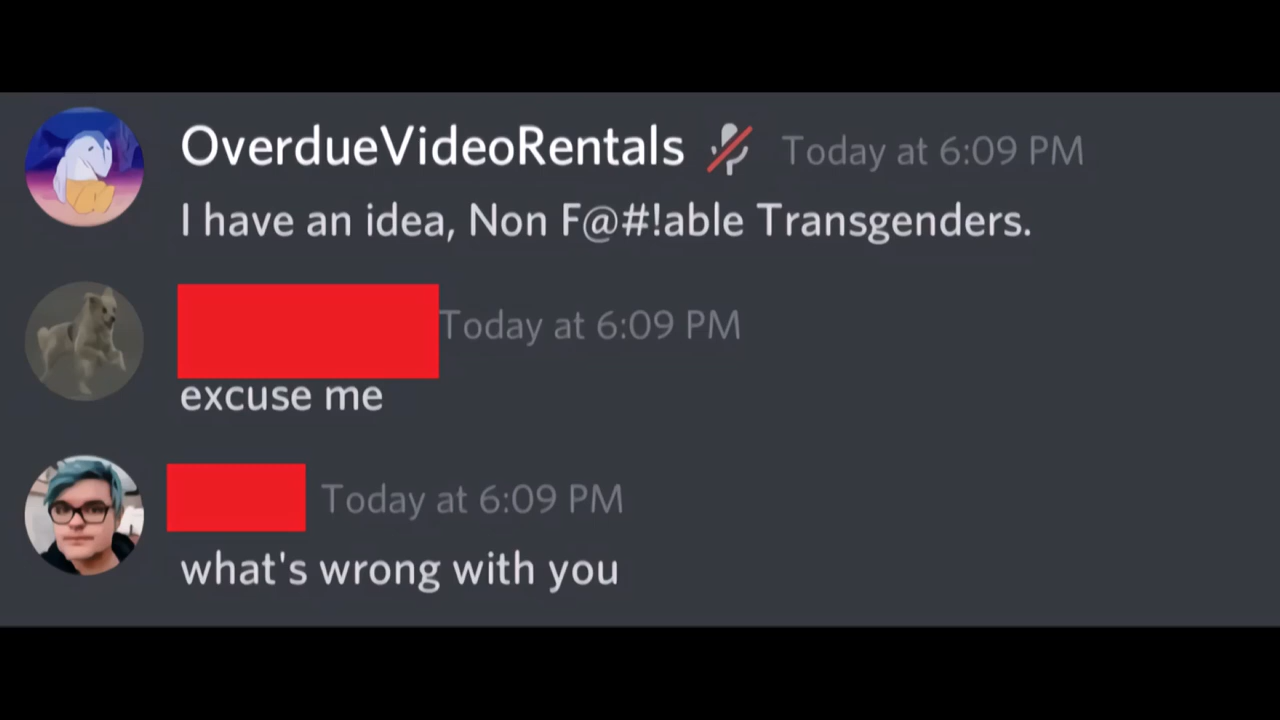 OverdueVideoRentals Today at 6:09 PM
I have an idea, Non F@#!able Transgenders.
Today at 6:09 PM
excuse me
Today at 6:09 PM
what's wrong with you